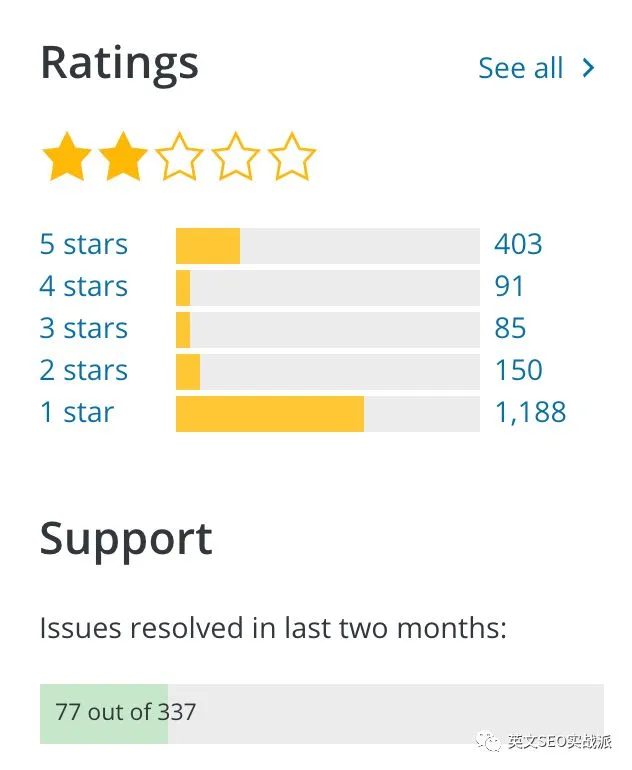 Ratings See all >
5 stars 403
4 stars 91
3 stars 85
2 stars 150
1 star 1,188
Support
Issues resolved in last two months:
77 out of 337
英文SEO实战派